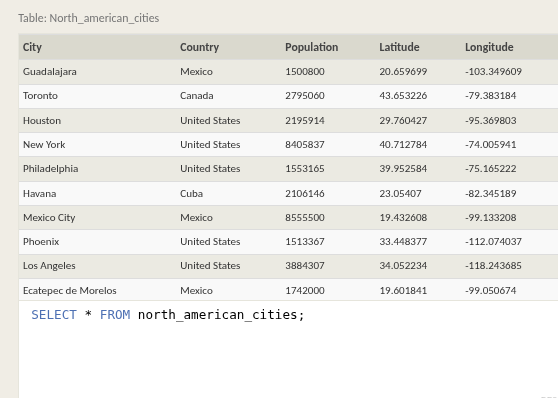 Table: North_american_cities
City Country Population Latitude Longitude
Guadalajara Mexico 1500800 20.659699 -103.349609
Toronto Canada 2795060 43.653226 -79.383184
Houston United States 2195914 29.760427 -95.369803
New York United States 8405837 40.712784 -74.005941
Philadelphia United States 1553165 39.952584 -75.165222
Havana Cuba 2106146 23.05407 -82.345189
Mexico City Mexico 8555500 19.432608 -99.133208
Phoenix United States 1513367 33.448377 -112.074037
Los Angeles United States 3884307 34.052234 -118.243685
Ecatepec de Morelos Mexico 1742000 19.601841 -99.050674
SELECT * FROM north_american_cities;